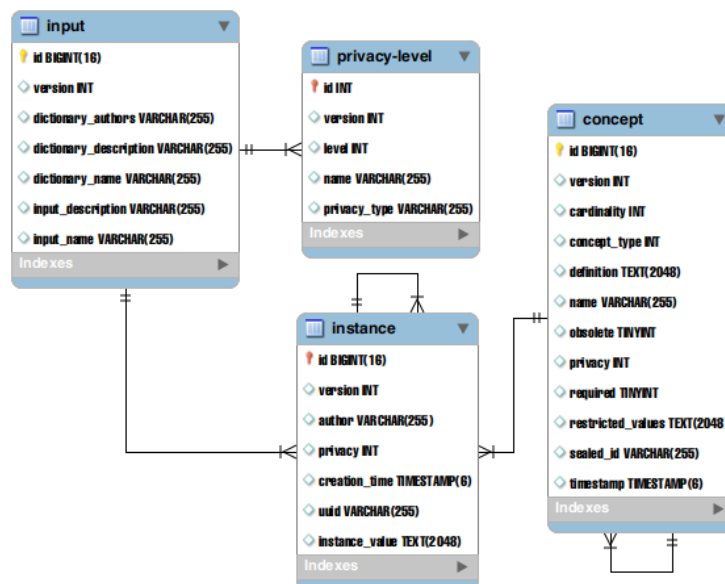 input
id BIGINT(16)
version INT
dictionary_authors VARCHAR(255)
dictionary_description VARCHAR(255)
dictionary_name VARCHAR(255)
input_description VARCHAR(255)
input_name VARCHAR(255)
Indexes
privacy-level
id INT
version INT
level INT
name VARCHAR(255)
privacy_type VARCHAR(255)
Indexes
instance
id BIGINT(16)
version INT
author VARCHAR(255)
privacy INT
creation_time TIMESTAMP(6)
uuid VARCHAR(255)
instance_value TEXT(2048)
Indexes
concept
id BIGINT(16)
version INT
cardinality INT
concept_type INT
definition TEXT(2048)
name VARCHAR(255)
obsolete TINYINT
privacy INT
required TINYINT
restricted_values TEXT(2048
sealed_id VARCHAR(255)
timestamp TIMESTAMP(6)
Indexes